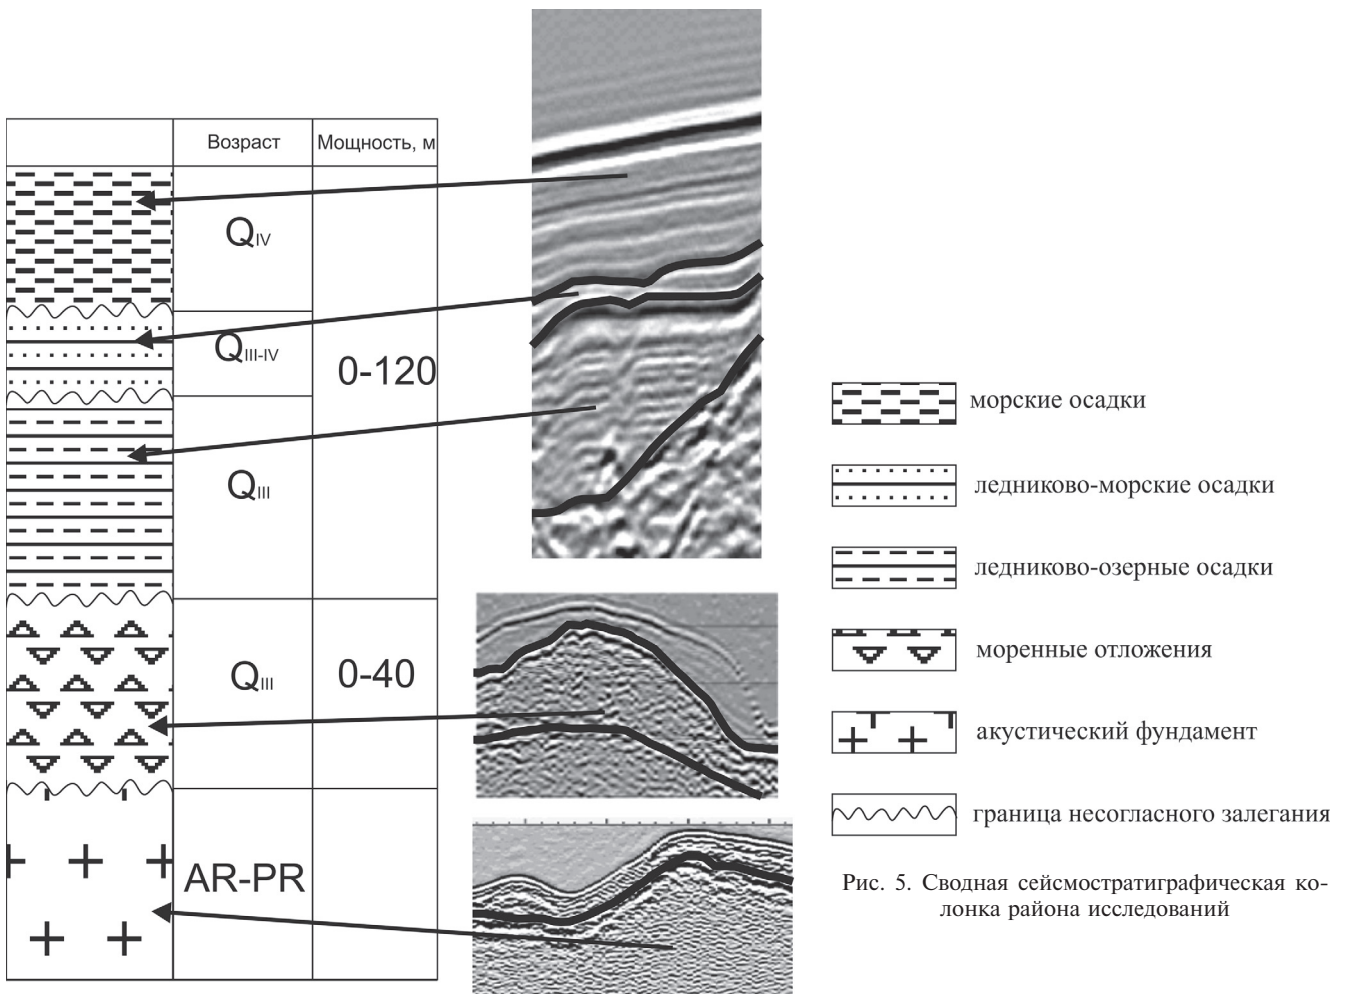 Возраст
Мощность, м
QIV
QIII-IV
0-120
QIII
QIII
0-40
AR-PR
морские осадки
ледниково-морские осадки
ледниково-озерные осадки
моренные отложения
акустический фундамент
граница несогласного залегания
Рис. 5. Сводная сейсмостратиграфическая ко-
лонка района исследований